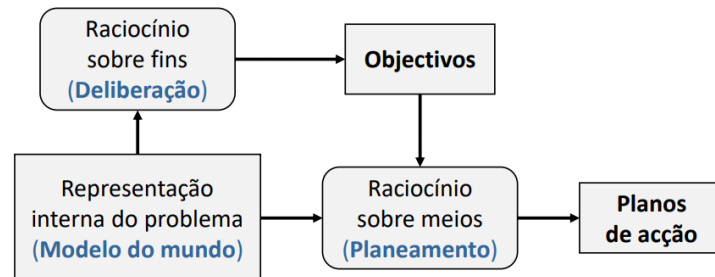 Raciocínio
sobre fins
(Deliberação)
Objectivos
Representação
interna do problema
(Modelo do mundo)
Raciocínio
sobre meios
(Planeamento)
Planos
de acção